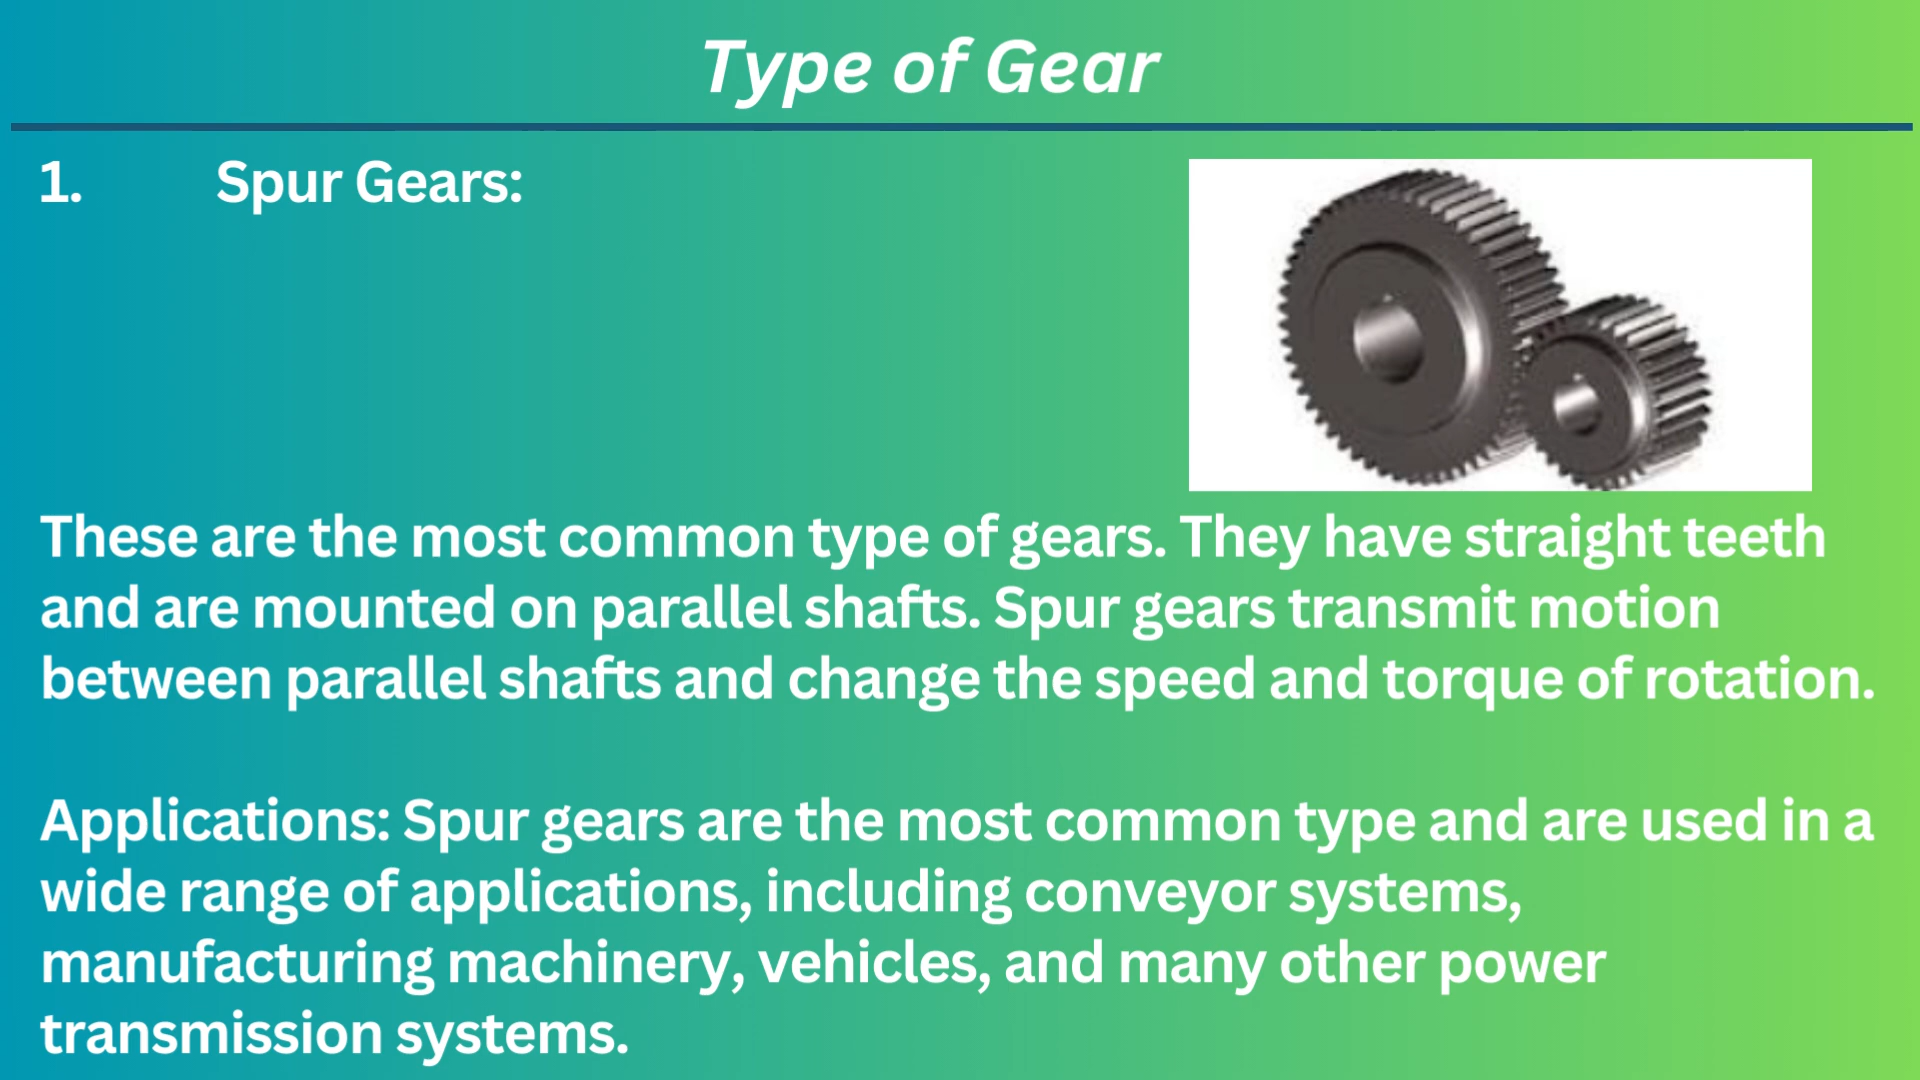 Type of Gear
1. Spur Gears:
These are the most common type of gears. They have straight teeth
and are mounted on parallel shafts. Spur gears transmit motion
between parallel shafts and change the speed and torque of rotation.
Applications: Spur gears are the most common type and are used in a
wide range of applications, including conveyor systems,
manufacturing machinery, vehicles, and many other power
transmission systems.